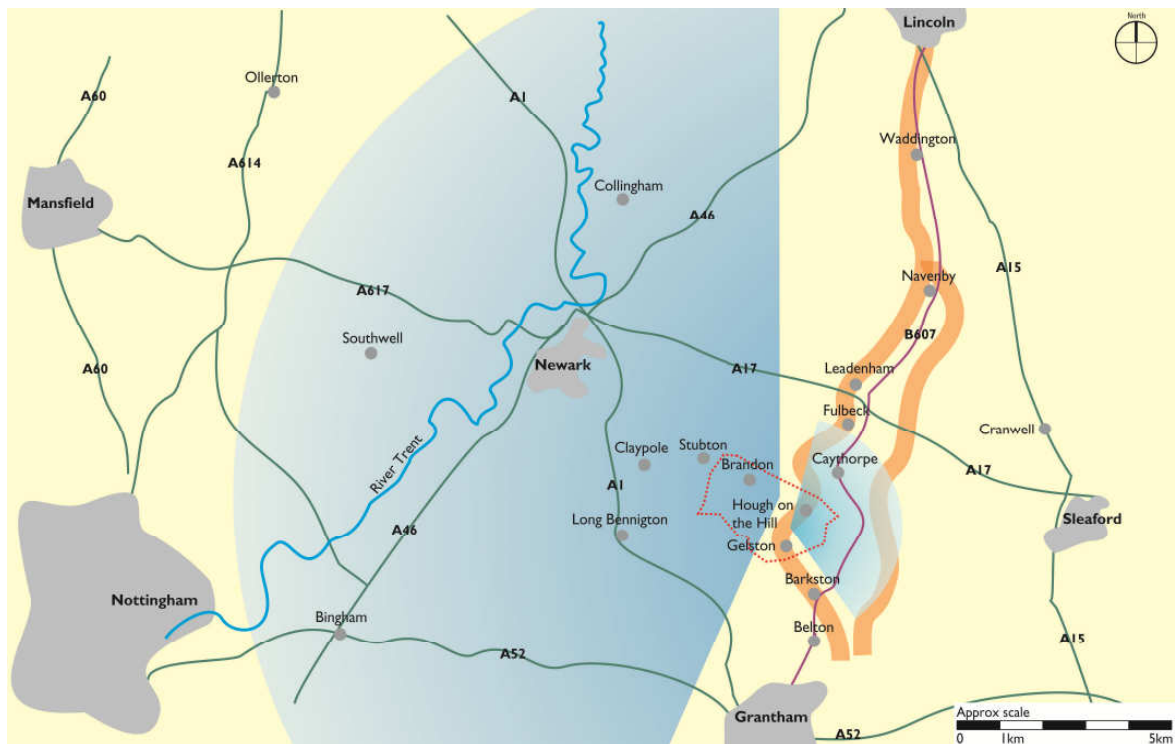 Lincoln
North
Ollerton
A60
A1
A614
Waddington
Mansfield
Collingham
A46
A15
Navenby
A617
B607
Southwell
Newark
A17
Leadenham
A60
Fulbeck
Cranwell
River Trent
Claypole
Stubton
Brandon
Caythorpe
A17
A1
Hough on
the Hill
Long Bennington
Sleaford
A46
Gelston
Barkston
Nottingham
Bingham
Belton
A15
A52
Grantham
Approx scale
A52
0 1km 5km